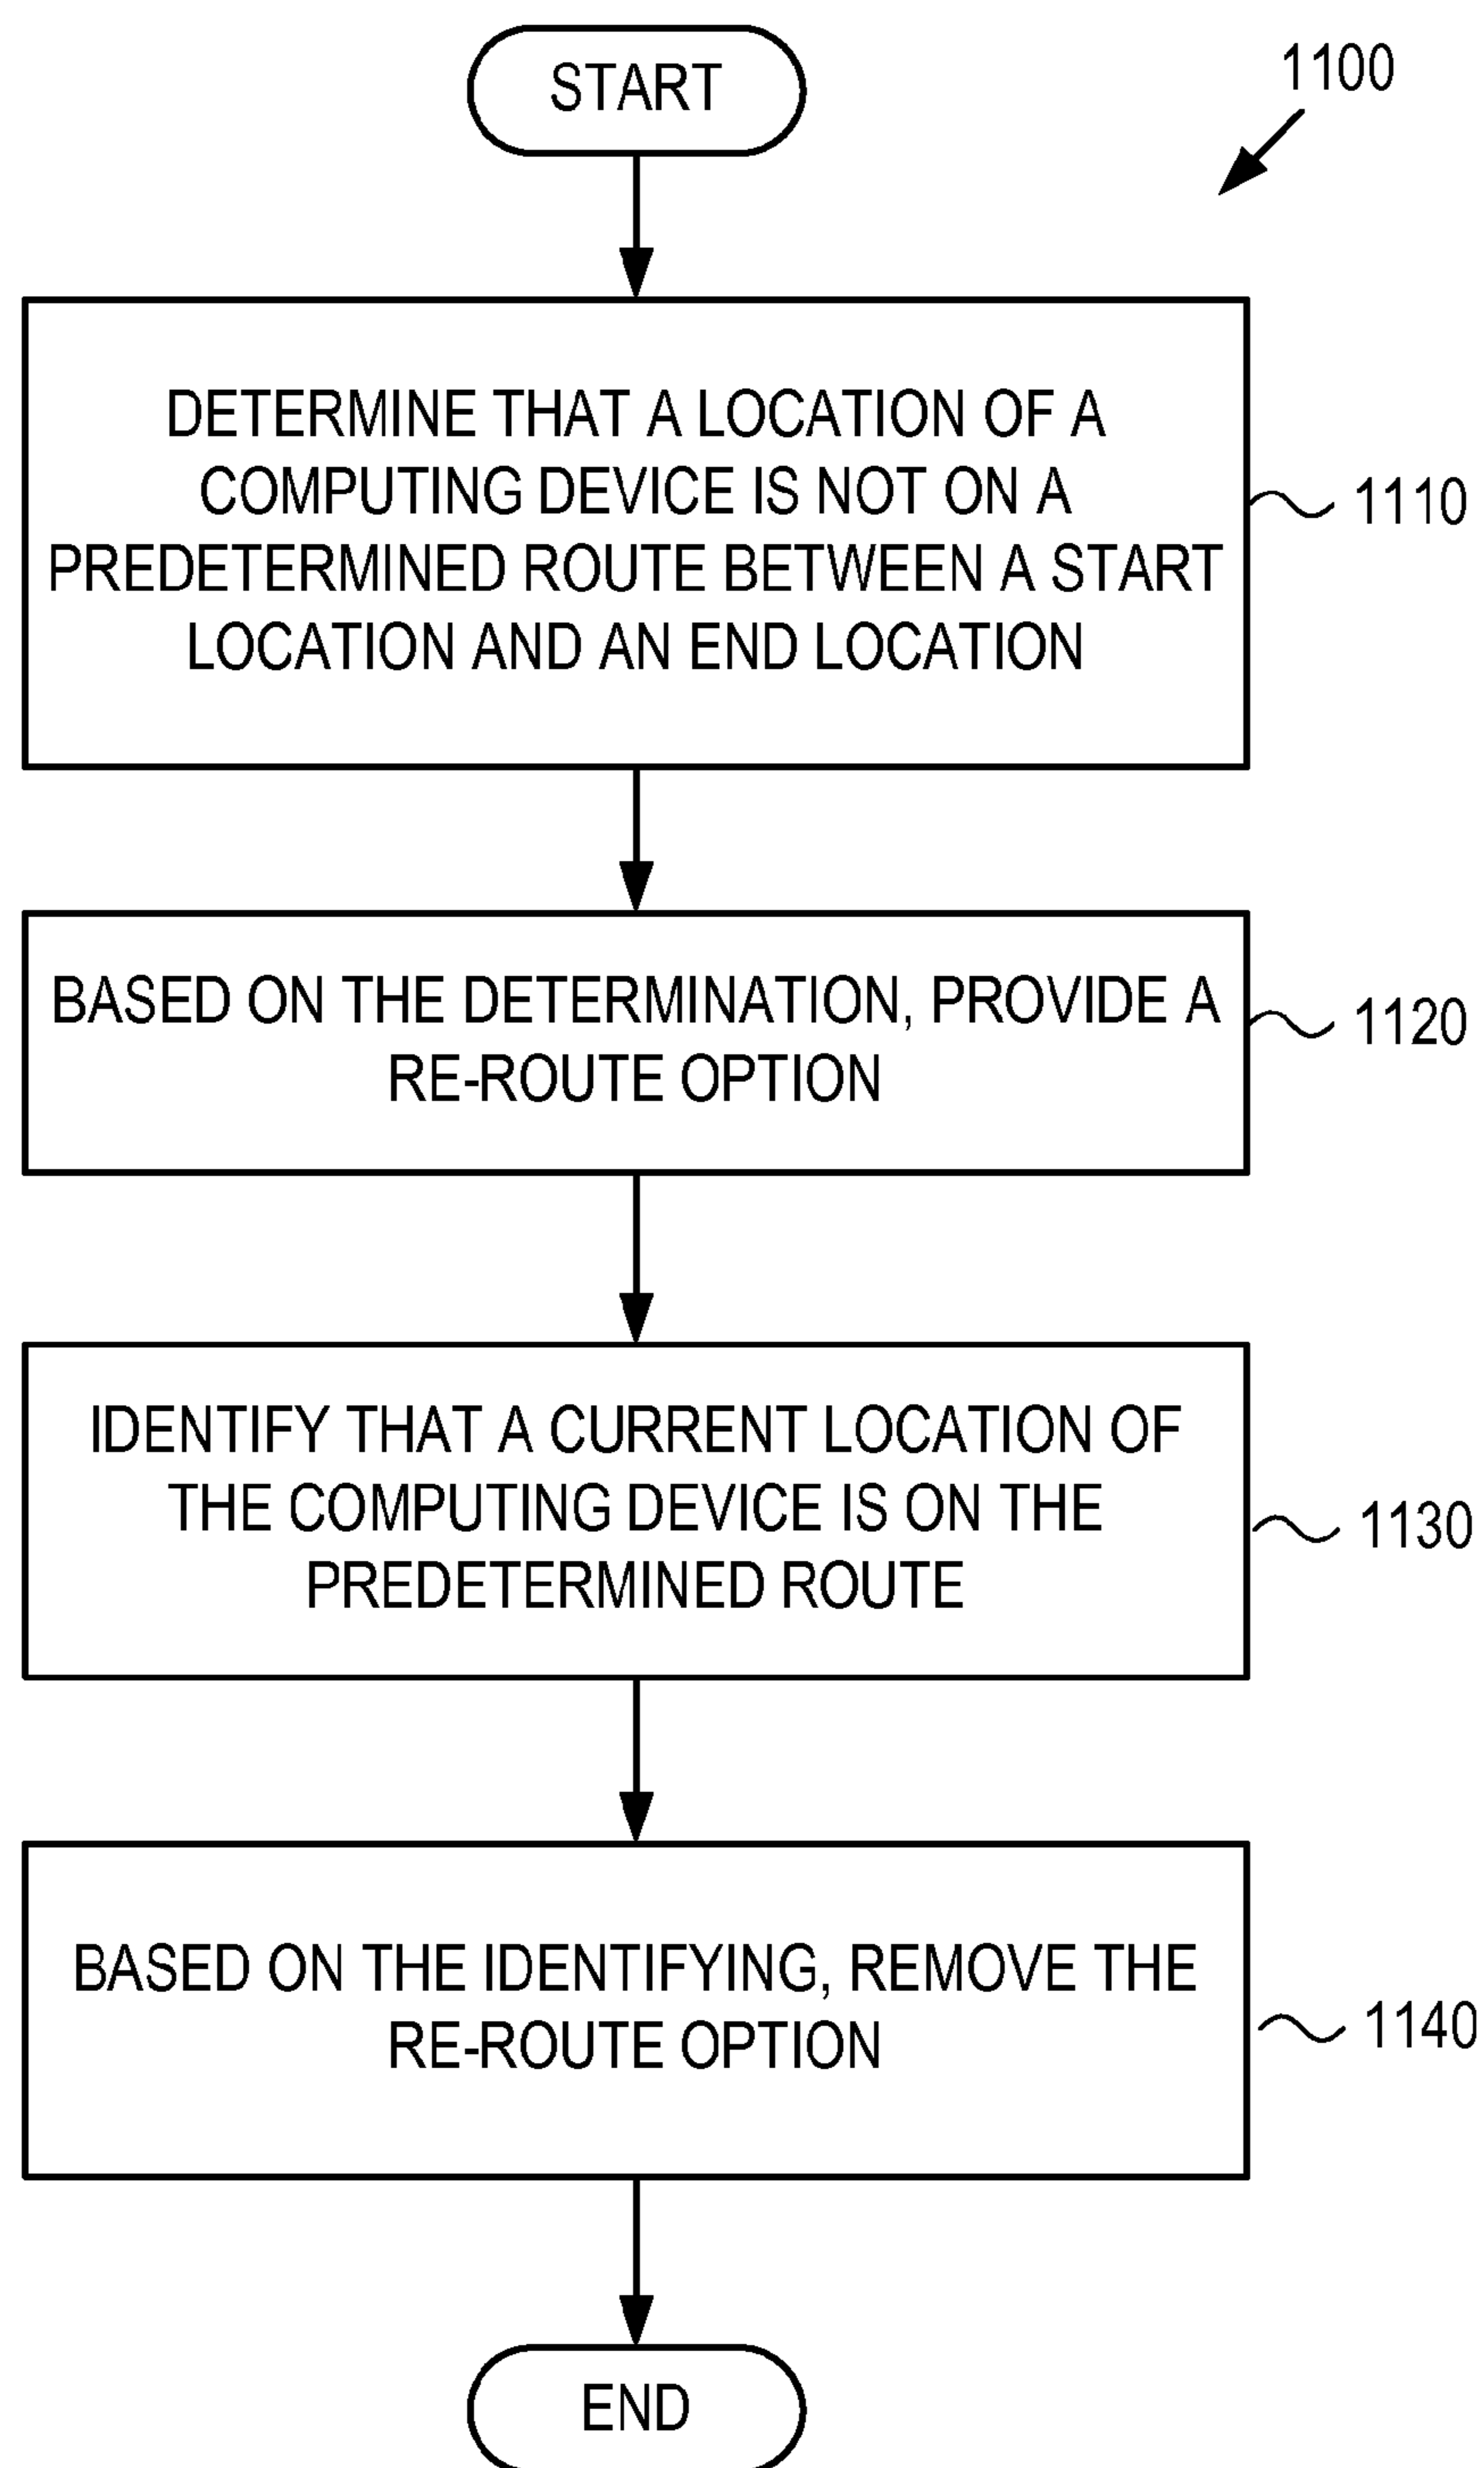 START
1100
DETERMINE THAT A LOCATION OF A
COMPUTING DEVICE IS NOT ON A
PREDETERMINED ROUTE BETWEEN A START
LOCATION AND AN END LOCATION
1110
BASED ON THE DETERMINATION, PROVIDE A
RE-ROUTE OPTION
1120
IDENTIFY THAT A CURRENT LOCATION OF
THE COMPUTING DEVICE IS ON THE
PREDETERMINED ROUTE
1130
BASED ON THE IDENTIFYING, REMOVE THE
RE-ROUTE OPTION
1140
END